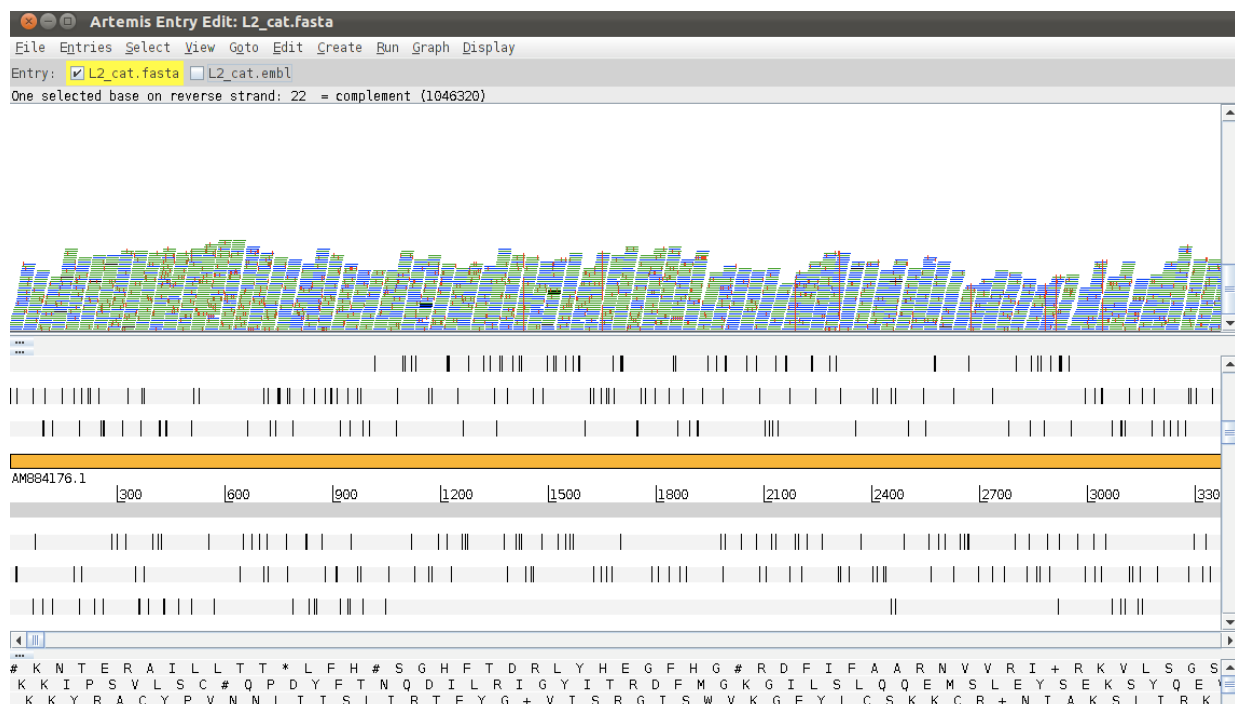 Artemis Entry Edit: L2_cat.fasta
File Entries Select View Goto Edit Create Run Graph Display
Entry: L2_cat.fasta L2_cat.embl
One selected base on reverse strand: 22 = complement (1046320)
AM884176.1
300 600 900 1200 1500 1800 2100 2400 2700 3000 330
# K N T E R A I L L T T * L F H # S G H F T D R L Y H E G F H G # R D F I F A A R N V V R I + R K V L S G S
K K I P S V L S C # Q P D Y F T N Q D I L R I G Y I T R D F M G K G I L S L Q Q E M S L E Y S E K S Y Q E
K K Y R A C Y P V N N L I I S L I R T F Y G + V I S R G I S W V K G F Y L C S K K C R + N I A K S L I R K